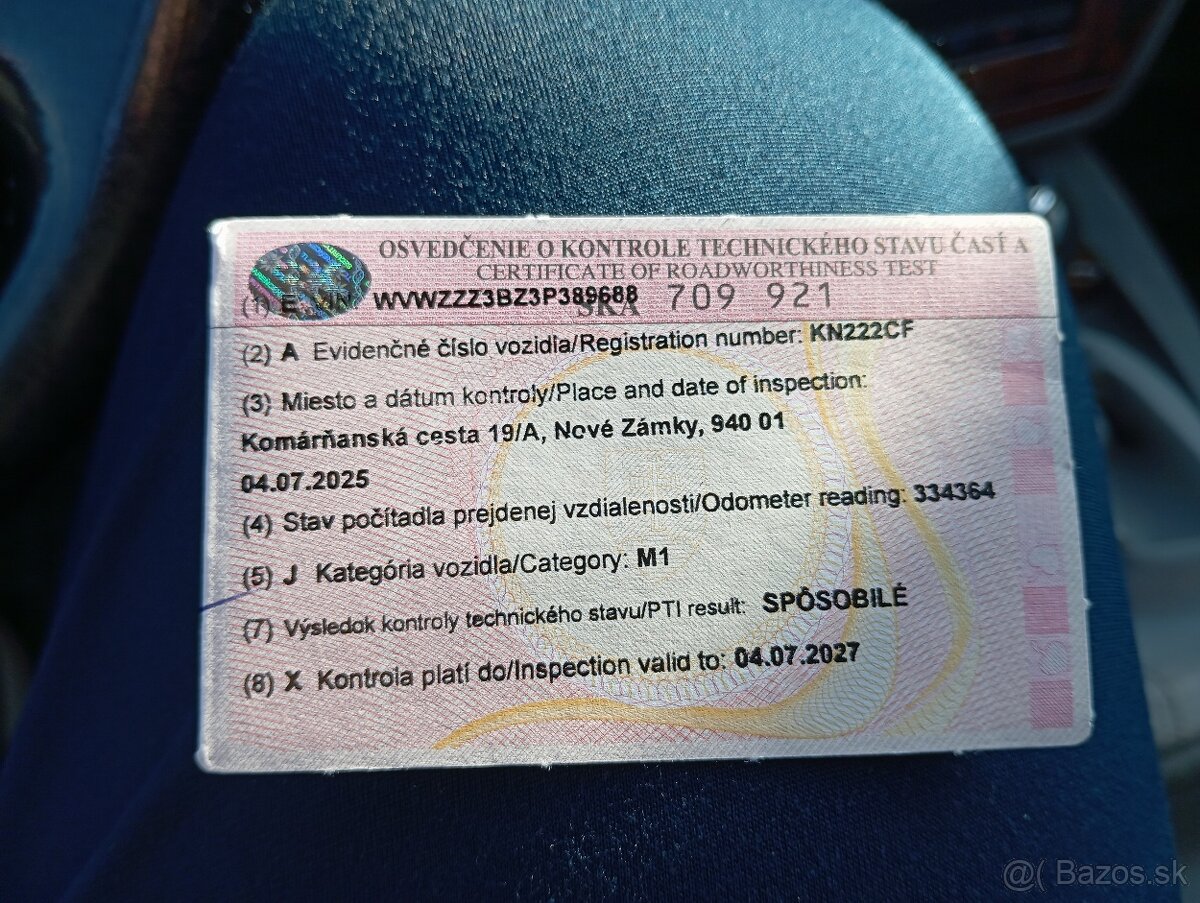 OSVEDČENIE O KONTROLE TECHNICKÉHO STAVU ČASŤ A
CERTIFICATE OF ROADWORTHINESS TEST
(1) E VIN WVWZZZ3BZ3P389688 SKA 709 921
(2) A Evidenčné číslo vozidla/Registration number: KN222CF
(3) Miesto a dátum kontroly/Place and date of inspection:
Komárňanská cesta 19/A, Nové Zámky, 940 01
04.07.2025
(4) Stav počítadla prejdenej vzdialenosti/Odometer reading: 334364
(5) J Kategória vozidla/Category: M1
(7) Výsledok kontroly technického stavu/PTI result: SPÔSOBILÉ
(8) X Kontrola platí do/Inspection valid to: 04.07.2027
@( Bazos.sk